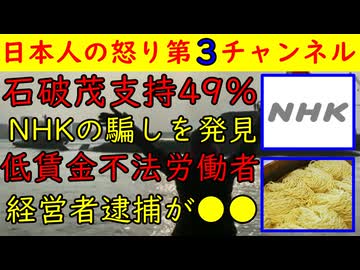 日本人の怒り第3チャンネル
石破茂支持49%
NHKの騙しを発見
低賃金不法労働者
経営者逮捕が●●
NHK